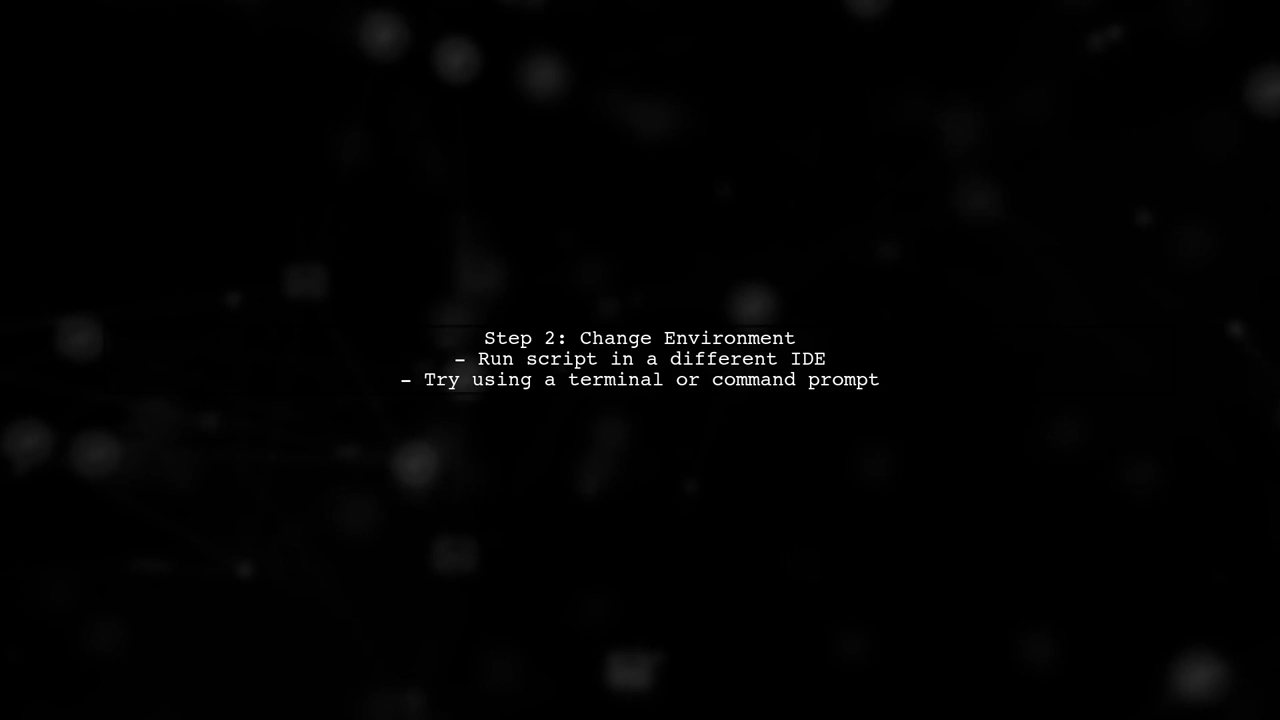 Step 2: Change Environment
– Run script in a different IDE
– Try using a terminal or command prompt